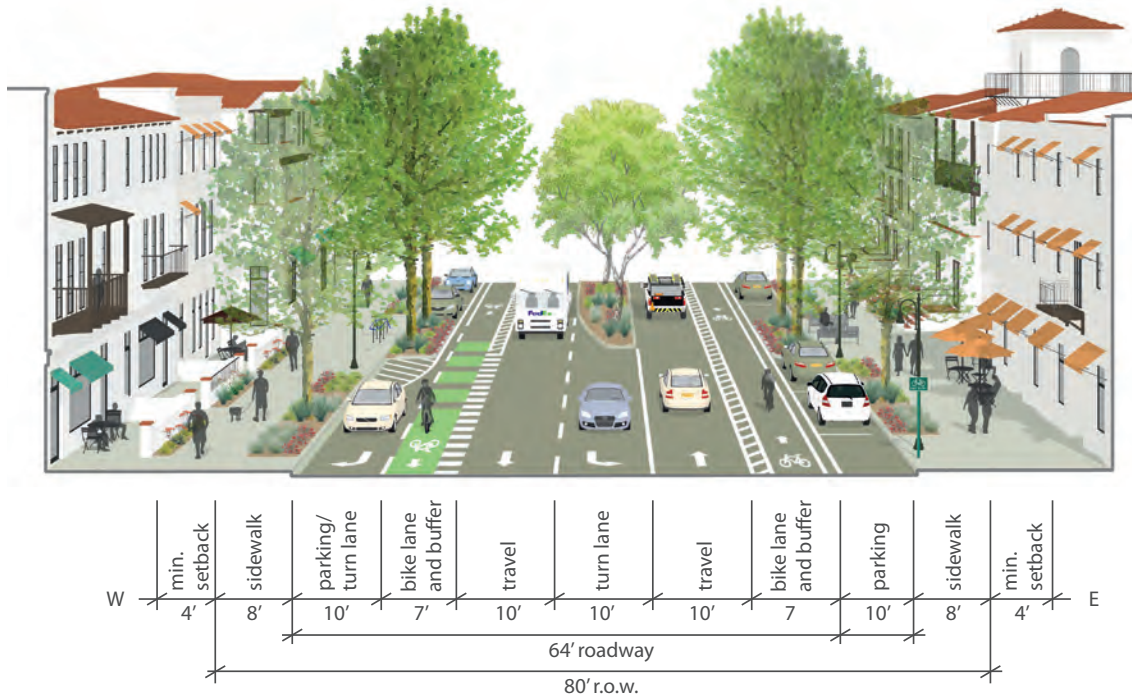 FedEx
W
min.
setback
sidewalk
parking/
turn lane
bike lane
and buffer
travel
turn lane
travel
bike lane
and buffer
parking
sidewalk
min.
setback
E
4’ 8’ 10’ 7’ 10’ 10’ 10’ 7 10’ 8’ 4’
64’ roadway
80’ r.o.w.